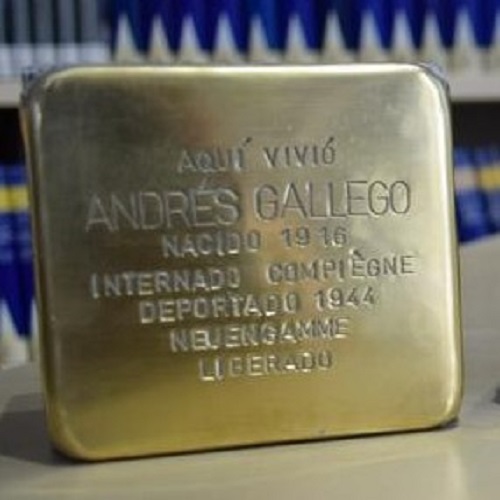 AQUÍ VIVIÓ
ANDRÉS GALLEGO
NACIDO 1916
INTERNADO COMPIÈGNE
DEPORTADO 1944
NEUENGAMME
LIBERADO